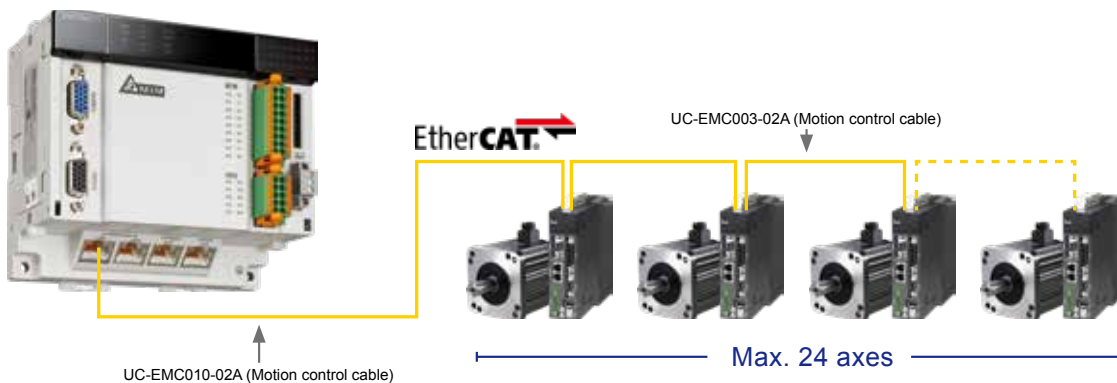 EtherCAT
UC-EMC003-02A (Motion control cable)
Max. 24 axes
UC-EMC010-02A (Motion control cable)